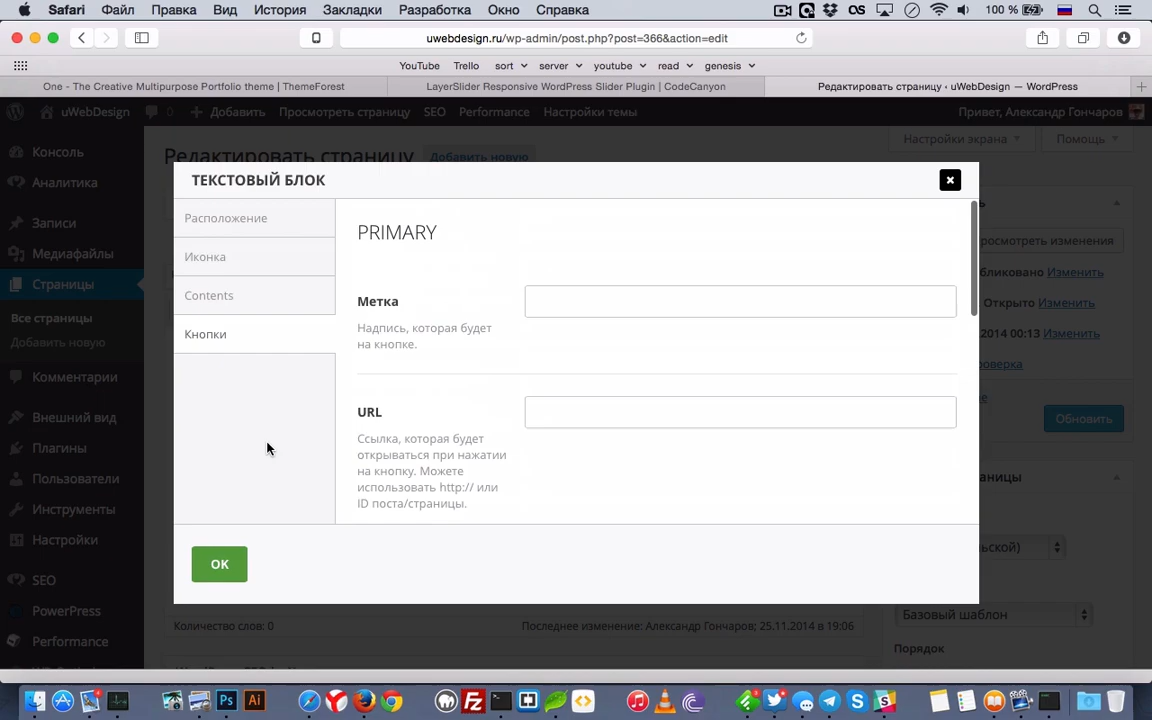 Safari Файл Правка Вид История Закладки Разработка Окно Справка
100 %
uwebdesign.ru/wp-admin/post.php?post=366&action=edit
YouTube Trello sort server youtube read genesis
One - The Creative Multipurpose Portfolio theme | ThemeForest
LayerSlider Responsive WordPress Slider Plugin | CodeCanyon
Редактировать страницу ‹ uWebDesign — WordPress
uWebDesign 0 Добавить Просмотреть страницу SEO Performance Настройки темы
Привет, Александр Гончаров
Настройки экрана
Помощь
Редактировать страницу Добавить новую
Консоль
Аналитика
Записи
Медиафайлы
Страницы
Все страницы
Добавить новую
Комментарии
Внешний вид
Плагины
Пользователи
Инструменты
Настройки
SEO
PowerPress
Performance
ТЕКСТОВЫЙ БЛОК
Расположение
Иконка
Contents
Кнопки
PRIMARY
Метка
Надпись, которая будет
на кнопке.
URL
Ссылка, которая будет
открываться при нажатии
на кнопку. Можете
использовать http:// или
ID поста/страницы.
OK
росмотреть изменения
бликовано Изменить
Открыто Изменить
2014 00:13 Изменить
роверка
Обновить
аницы
ьской)
Базовый шаблон
Порядок
Количество слов: 0
Последнее изменение: Александр Гончаров; 25.11.2014 в 19:06